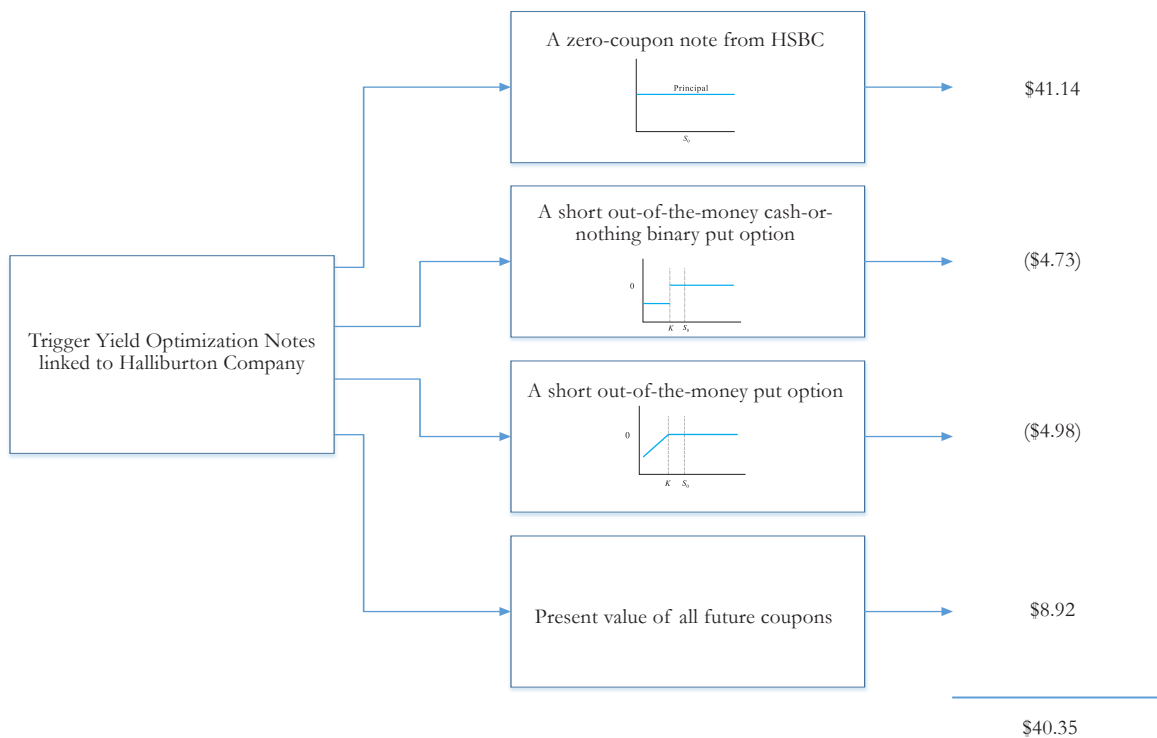 A zero-coupon note from HSBC
Principal
S₀
$41.14
A short out-of-the-money cash-or-
nothing binary put option
0
K S₀
($4.73)
Trigger Yield Optimization Notes
linked to Halliburton Company
A short out-of-the-money put option
0
K S₀
($4.98)
Present value of all future coupons
$8.92
$40.35